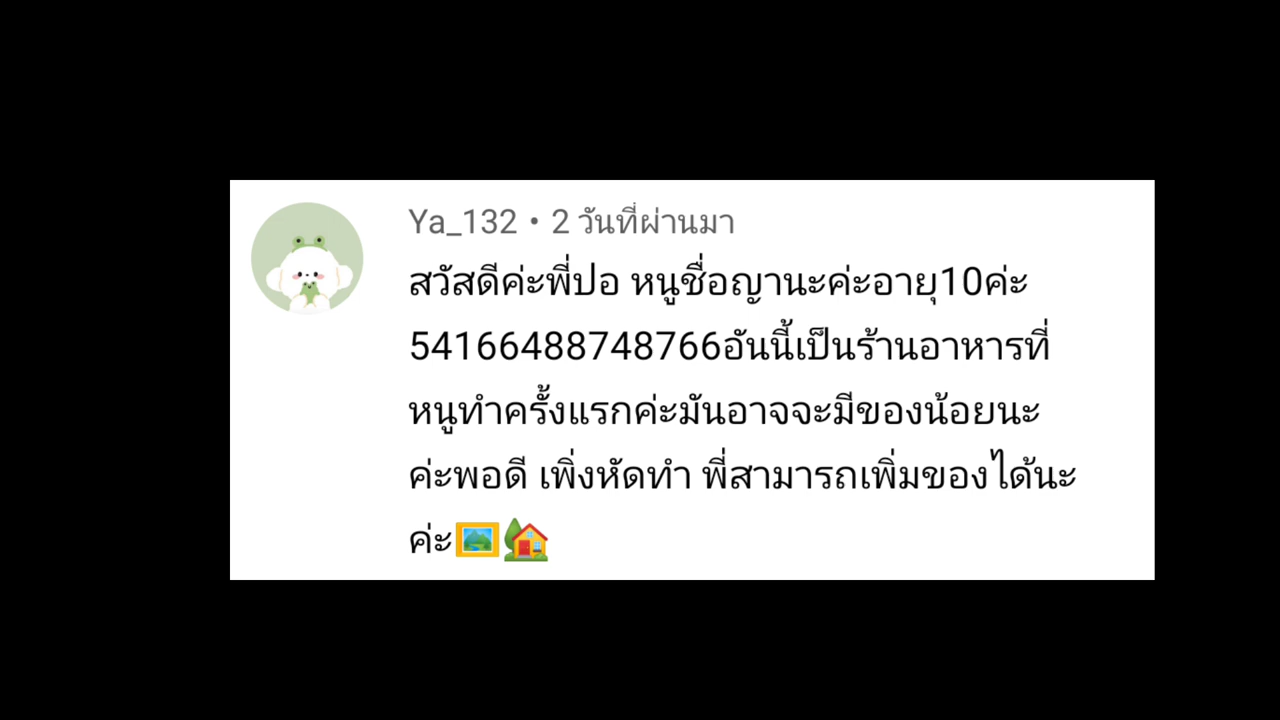 Ya_132 • 2 วันที่ผ่านมา
สวัสดีค่ะพี่ปอ หนูชื่อญานะค่ะอายุ10ค่ะ
54166488748766อันนี้เป็นร้านอาหารที่
หนูทำครั้งแรกค่ะมันอาจจะมีของน้อยนะ
ค่ะพอดี เพิ่งหัดทำ พี่สามารถเพิ่มของได้นะ
ค่ะ🖼️🏡